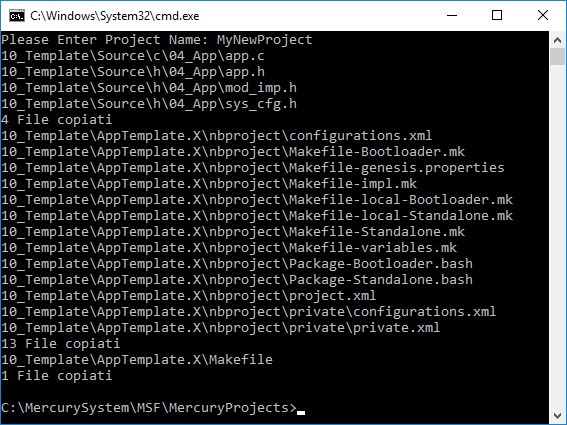 C:\Windows\System32\cmd.exe
Please Enter Project Name: MyNewProject
10_Template\Source\c\04_App\app.c
10_Template\Source\h\04_App\app.h
10_Template\Source\h\04_App\mod_imp.h
10_Template\Source\h\04_App\sys_cfg.h
4 File copiati
10_Template\AppTemplate.X\nbproject\configurations.xml
10_Template\AppTemplate.X\nbproject\Makefile-Bootloader.mk
10_Template\AppTemplate.X\nbproject\Makefile-genesis.properties
10_Template\AppTemplate.X\nbproject\Makefile-impl.mk
10_Template\AppTemplate.X\nbproject\Makefile-local-Bootloader.mk
10_Template\AppTemplate.X\nbproject\Makefile-local-Standalone.mk
10_Template\AppTemplate.X\nbproject\Makefile-Standalone.mk
10_Template\AppTemplate.X\nbproject\Makefile-variables.mk
10_Template\AppTemplate.X\nbproject\Package-Bootloader.bash
10_Template\AppTemplate.X\nbproject\Package-Standalone.bash
10_Template\AppTemplate.X\nbproject\project.xml
10_Template\AppTemplate.X\nbproject\private\configurations.xml
10_Template\AppTemplate.X\nbproject\private\private.xml
13 File copiati
10_Template\AppTemplate.X\Makefile
1 File copiati
C:\MercurySystem\MSF\MercuryProjects>